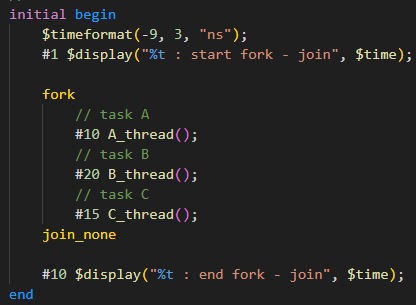 initial begin
$timeformat(-9, 3, "ns");
#1 $display("%t : start fork - join", $time);
fork
// task A
#10 A_thread();
// task B
#20 B_thread();
// task C
#15 C_thread();
join_none
#10 $display("%t : end fork - join", $time);
end